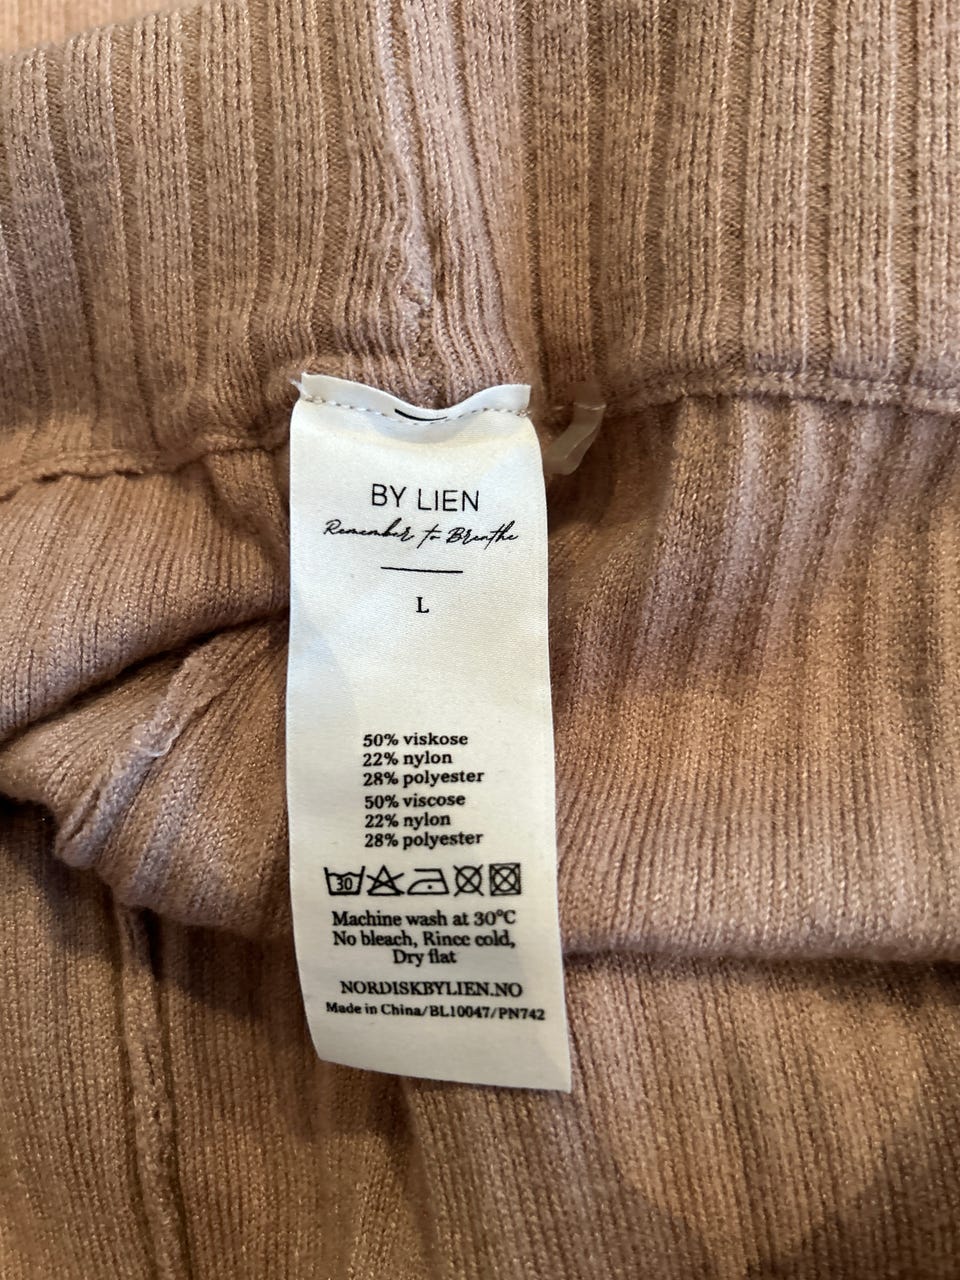 BY LIEN
Remember to Breathe
L
50% viskose
22% nylon
28% polyester
50% viscose
22% nylon
28% polyester
30
Machine wash at 30°C
No bleach, Rince cold,
Dry flat
NORDISKBYLIEN.NO
Made in China/BL10047/PN742